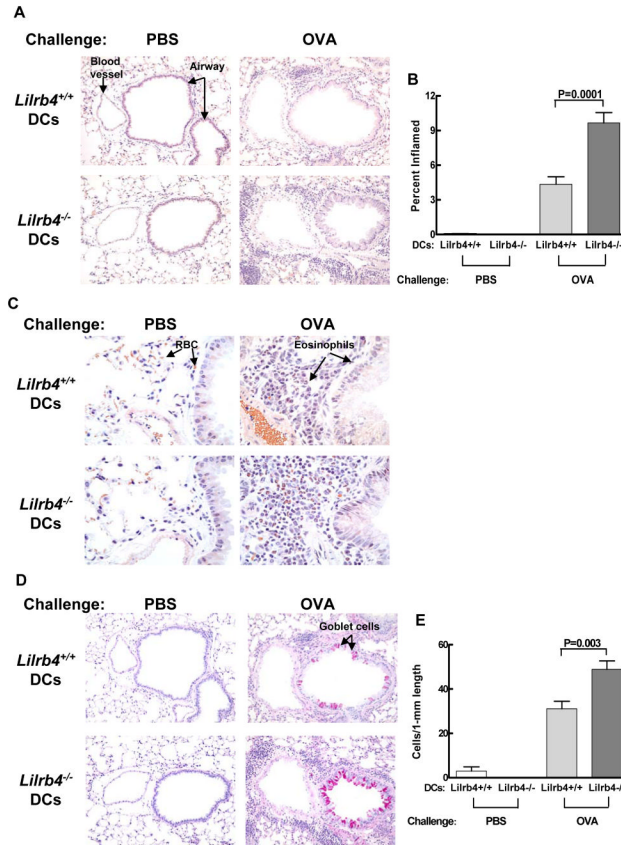 A
Challenge: PBS OVA
Blood vessel
Airway
Lilrb4+/+ DCs
Lilrb4-/- DCs
B
P=0.0001
Percent Inflamed
12
9
6
3
0
DCs: Lilrb4+/+ Lilrb4-/- Lilrb4+/+ Lilrb4-/-
Challenge: PBS OVA
C
Challenge: PBS OVA
RBC
Eosinophils
Lilrb4+/+ DCs
Lilrb4-/- DCs
D
Challenge: PBS OVA
Goblet cells
Lilrb4+/+ DCs
Lilrb4-/- DCs
E
P=0.003
Cells/1-mm length
60
40
20
0
DCs: Lilrb4+/+ Lilrb4-/- Lilrb4+/+ Lilrb4-/
Challenge: PBS OVA